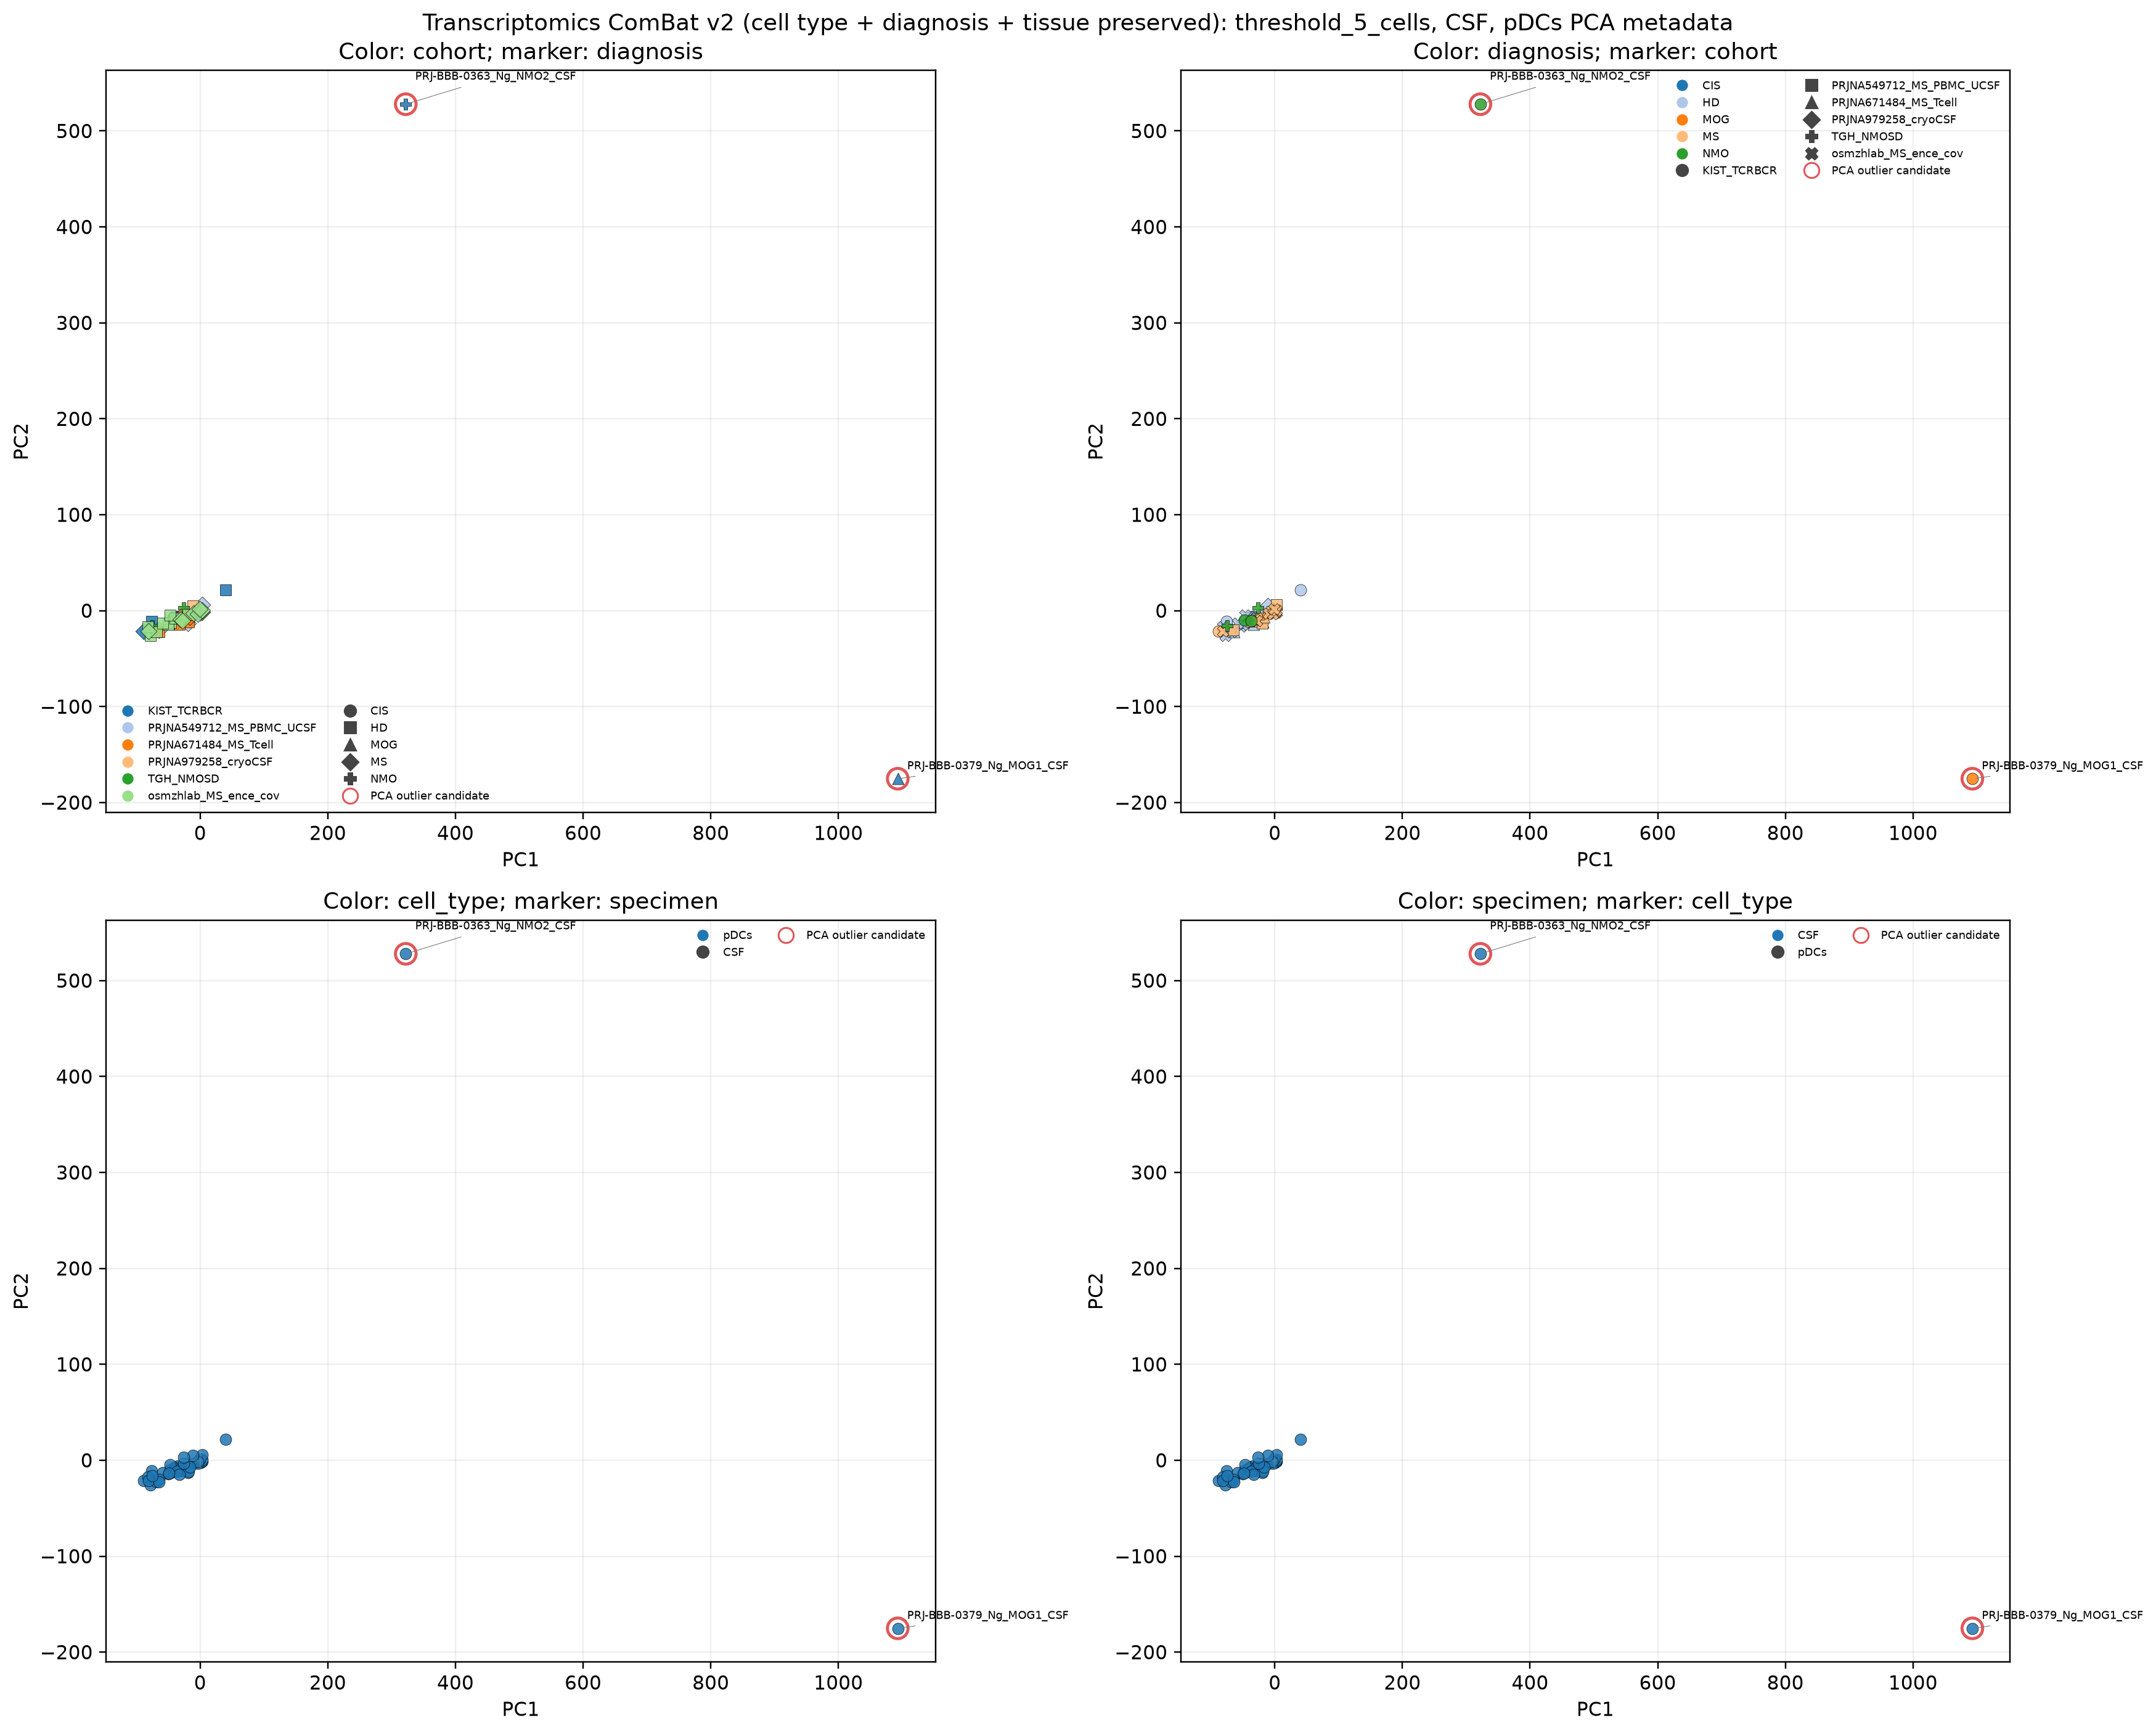 Transcriptomics ComBat v2 (cell type + diagnosis + tissue preserved): threshold_5_cells, CSF, pDCs PCA metadata
Color: cohort; marker: diagnosis
PRJ-BBB-0363_Ng_NMO2_CSF
500
400
300
200
100
0
−100
−200
PC2
KIST_TCRBCR
PRJNA549712_MS_PBMC_UCSF
PRJNA671484_MS_Tcell
PRJNA979258_cryoCSF
TGH_NMOSD
osmzhlab_MS_ence_cov
CIS
HD
MOG
MS
NMO
PCA outlier candidate
PRJ-BBB-0379_Ng_MOG1_CSF
0 200 400 600 800 1000
PC1
Color: diagnosis; marker: cohort
PRJ-BBB-0363_Ng_NMO2_CSF
CIS
HD
MOG
MS
NMO
KIST_TCRBCR
PRJNA549712_MS_PBMC_UCSF
PRJNA671484_MS_Tcell
PRJNA979258_cryoCSF
TGH_NMOSD
osmzhlab_MS_ence_cov
PCA outlier candidate
500
400
300
200
100
0
−100
−200
PC2
PRJ-BBB-0379_Ng_MOG1_CSF
0 200 400 600 800 1000
PC1
Color: cell_type; marker: specimen
PRJ-BBB-0363_Ng_NMO2_CSF
pDCs
CSF
PCA outlier candidate
500
400
300
200
100
0
−100
−200
PC2
PRJ-BBB-0379_Ng_MOG1_CSF
0 200 400 600 800 1000
PC1
Color: specimen; marker: cell_type
PRJ-BBB-0363_Ng_NMO2_CSF
CSF
pDCs
PCA outlier candidate
500
400
300
200
100
0
−100
−200
PC2
PRJ-BBB-0379_Ng_MOG1_CSF
0 200 400 600 800 1000
PC1